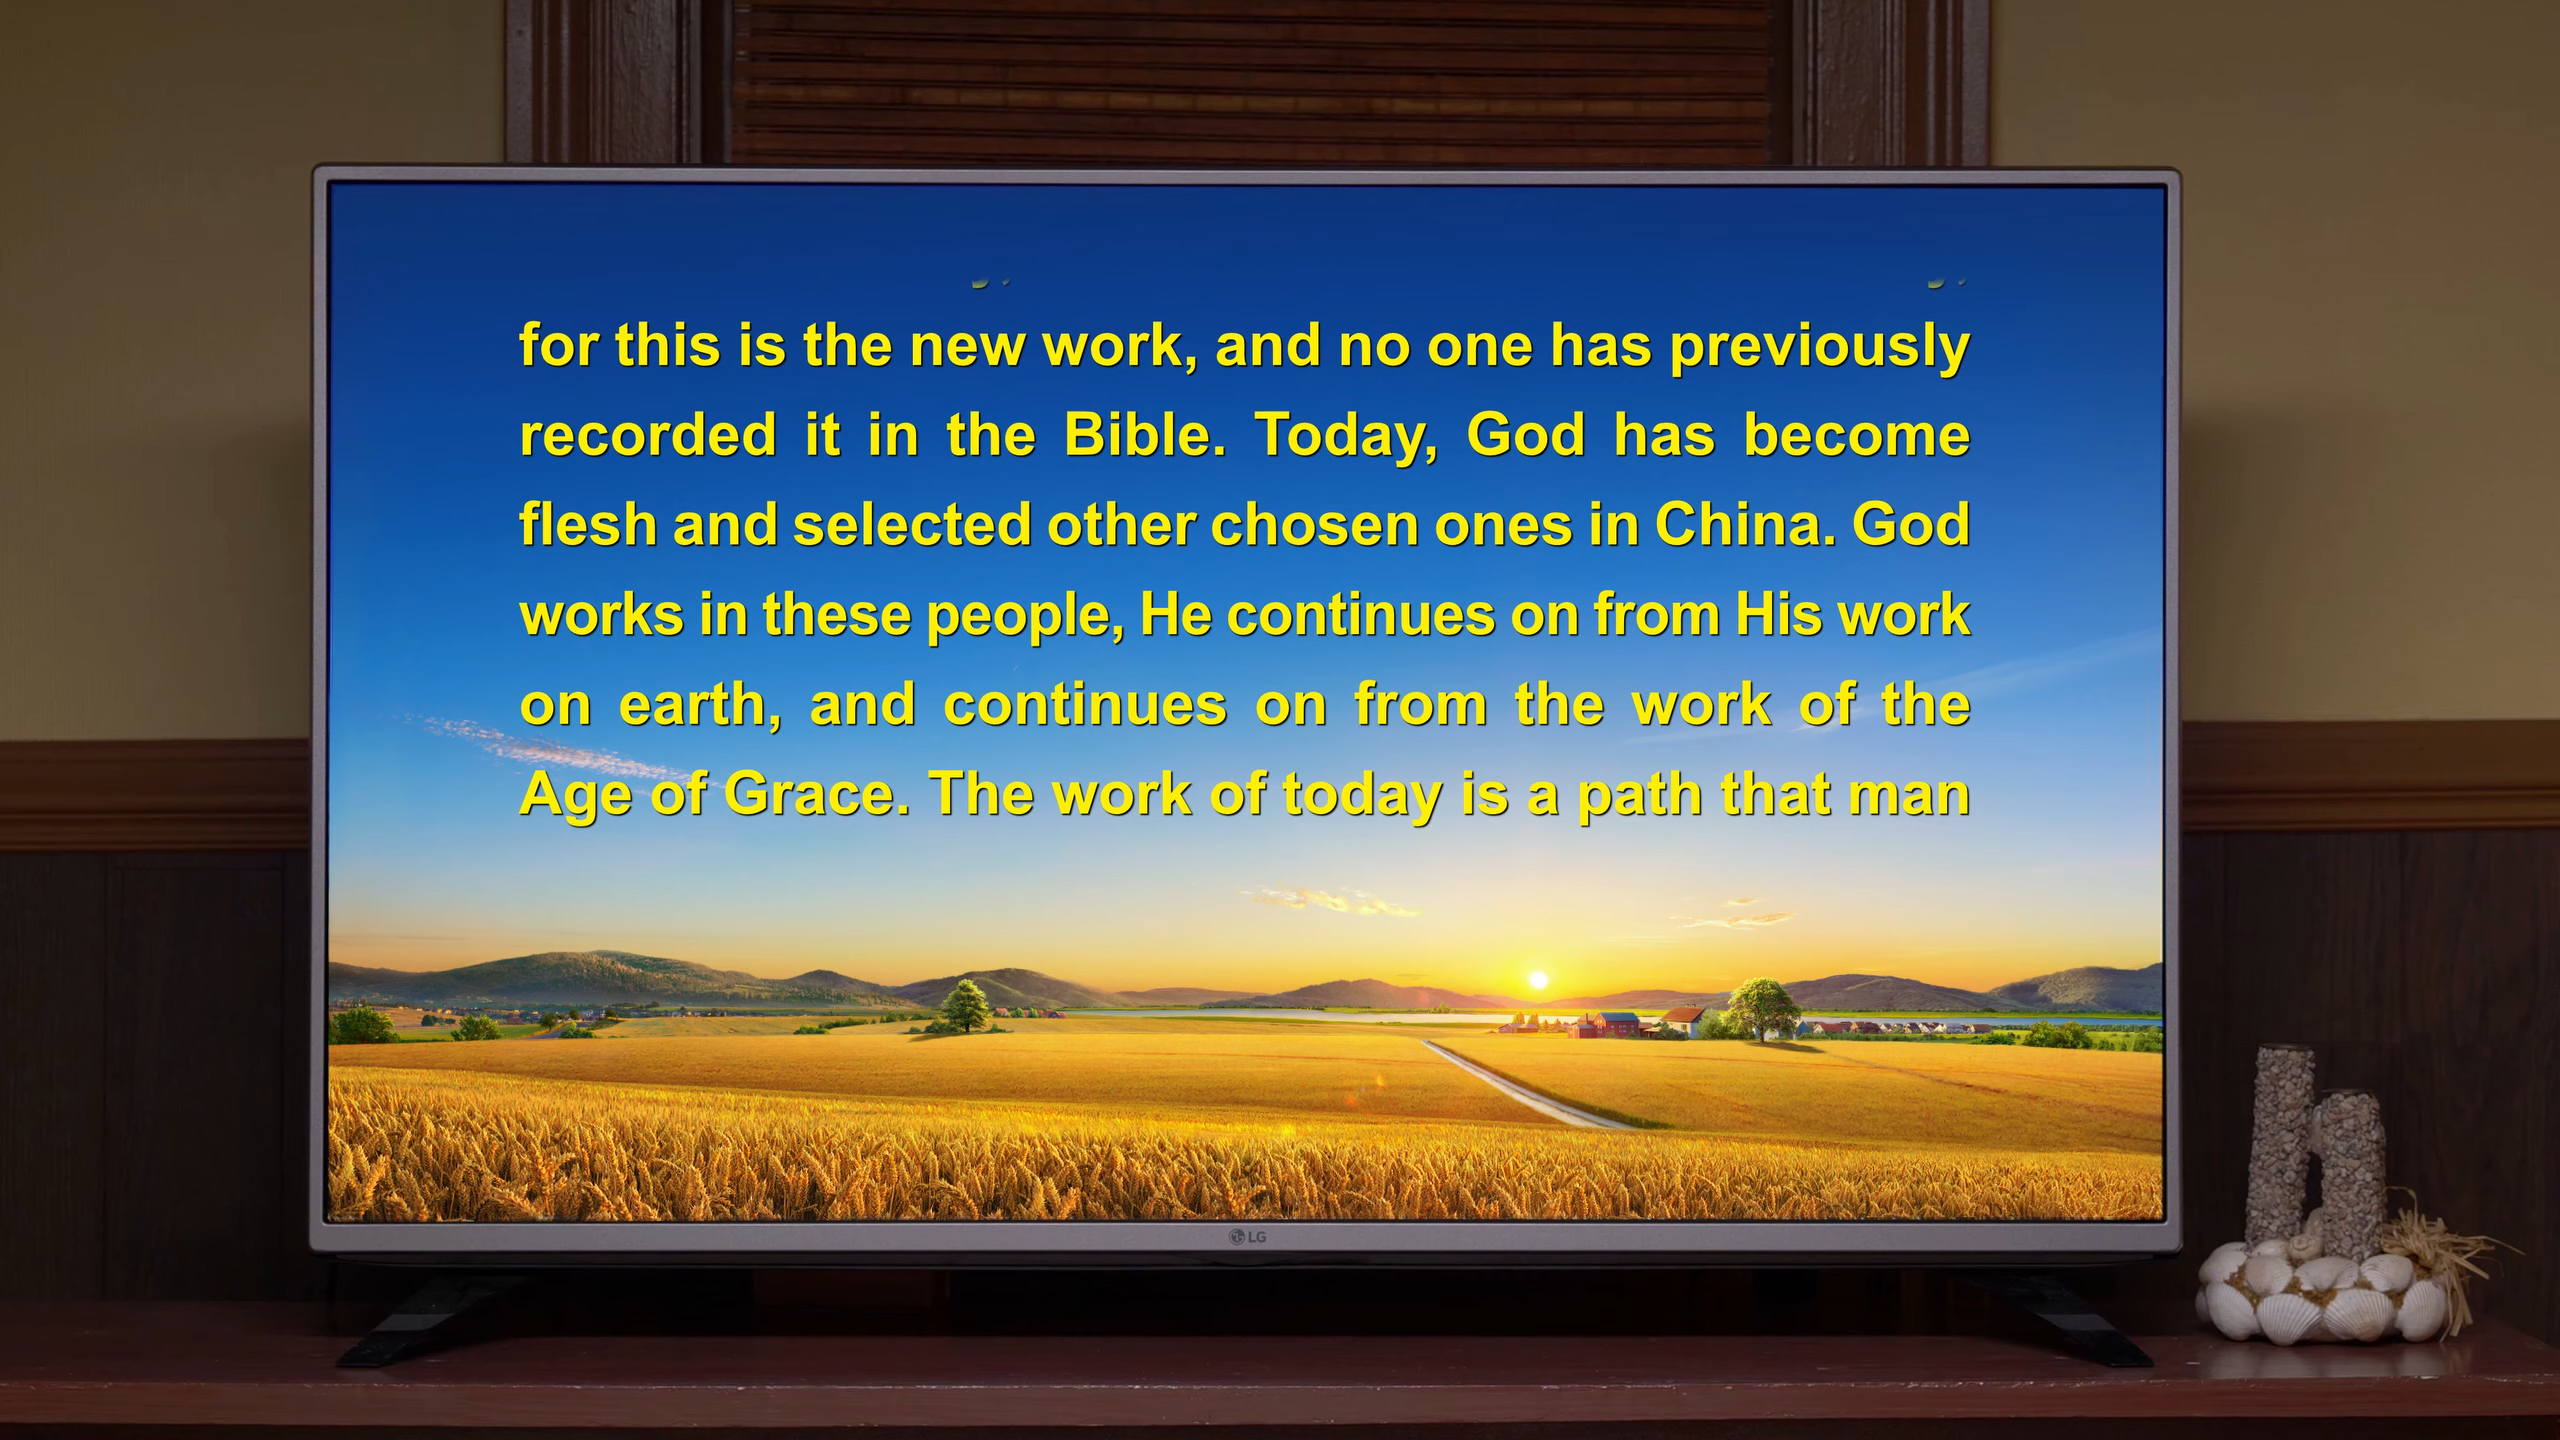 for this is the new work, and no one has previously
recorded it in the Bible. Today, God has become
flesh and selected other chosen ones in China. God
works in these people, He continues on from His work
on earth, and continues on from the work of the
Age of Grace. The work of today is a path that man
LG